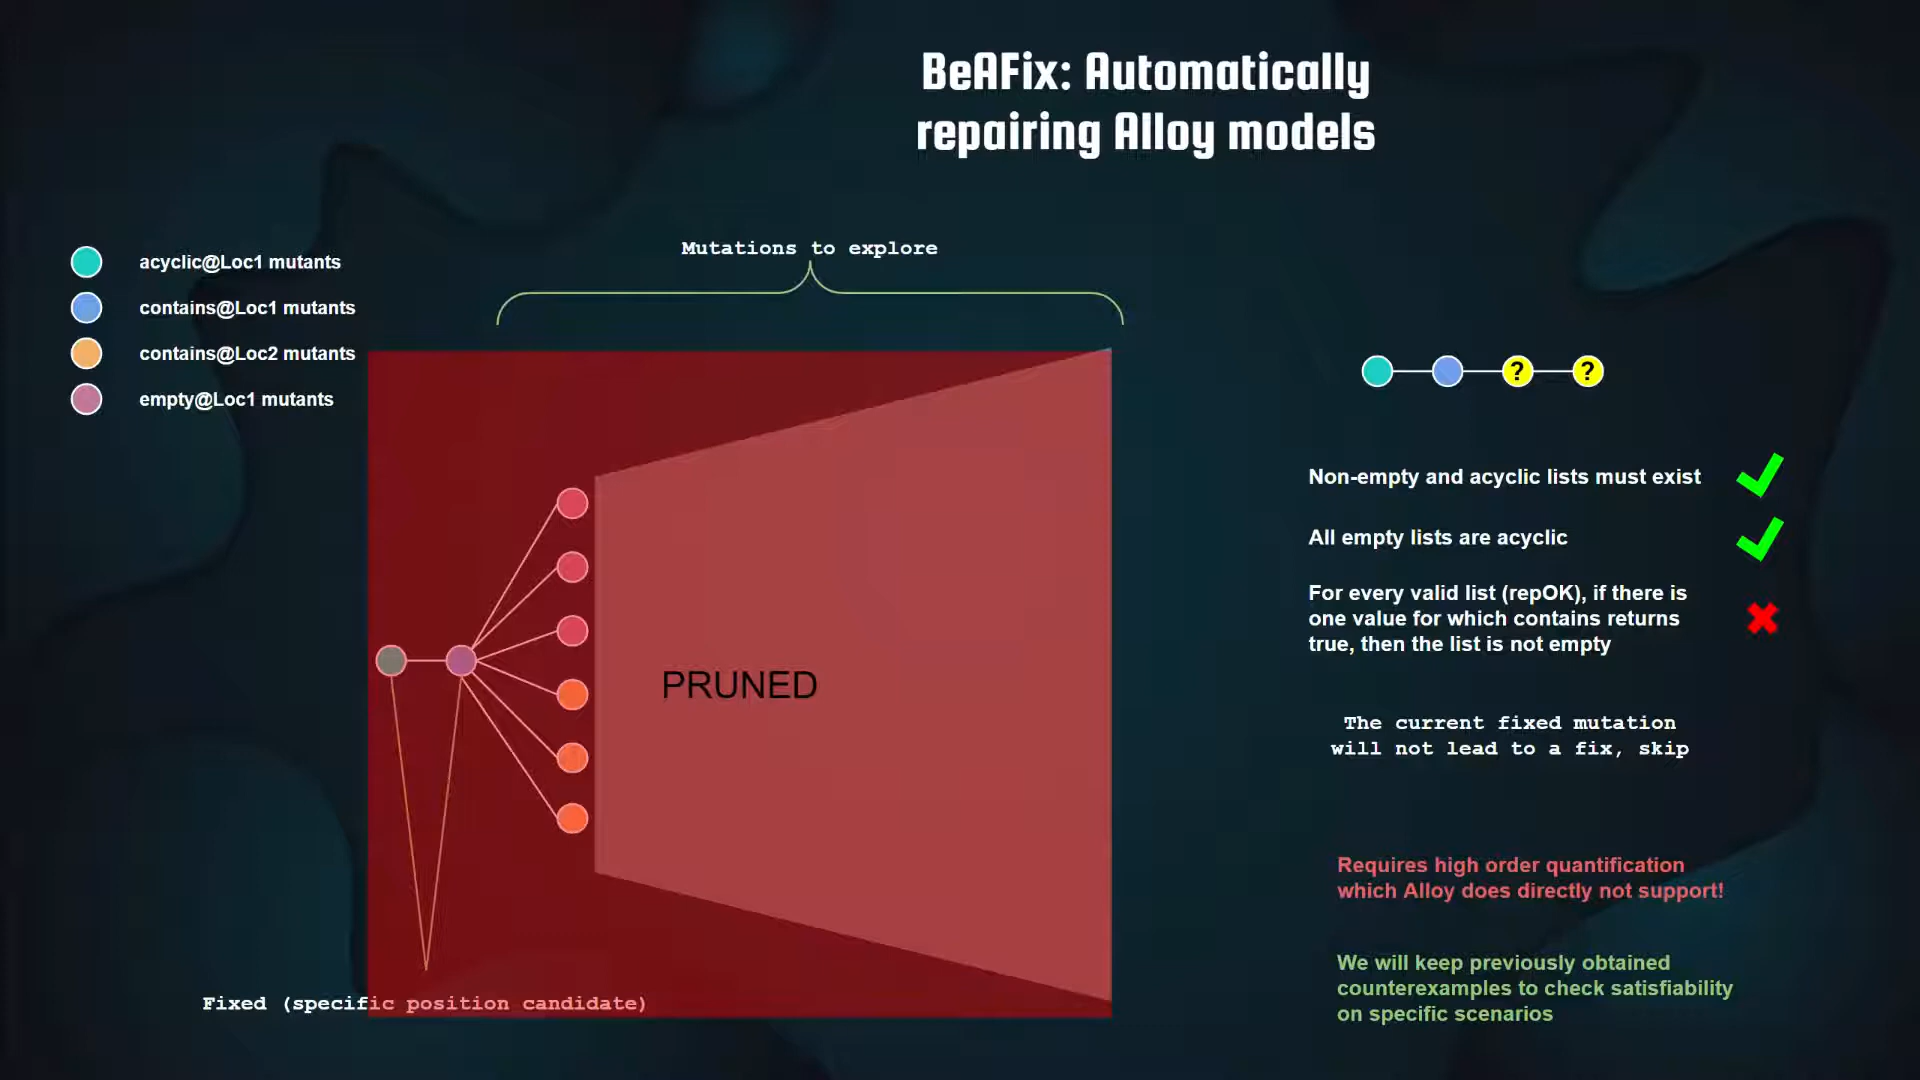 BeAFix: Automatically
repairing Alloy models
acyclic@Loc1 mutants
contains@Loc1 mutants
contains@Loc2 mutants
empty@Loc1 mutants
Mutations to explore
PRUNED
Fixed (specific position candidate)
? ?
Non-empty and acyclic lists must exist
All empty lists are acyclic
For every valid list (repOK), if there is
one value for which contains returns
true, then the list is not empty
The current fixed mutation
will not lead to a fix, skip
Requires high order quantification
which Alloy does directly not support!
We will keep previously obtained
counterexamples to check satisfiability
on specific scenarios